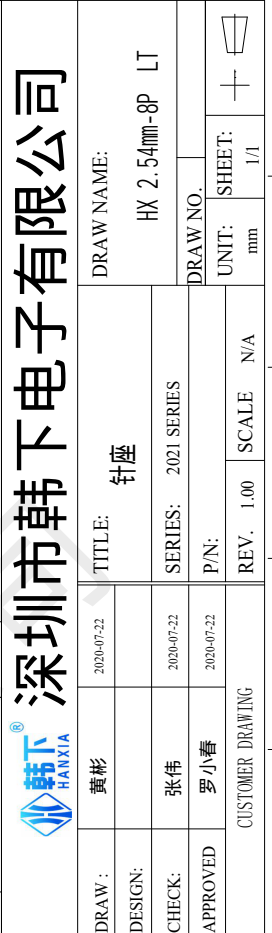 韩下®
HANXIA
深圳市韩下电子有限公司
DRAW :
黄彬
2020-07-22
DESIGN:
CHECK:
张伟
2020-07-22
APPROVED
罗小春
2020-07-22
CUSTOMER DRAWING
TITLE:
针座
SERIES: 2021 SERIES
P/N:
REV. 1.00 SCALE N/A
DRAW NAME:
HX 2.54mm-8P LT
DRAW NO.
UNIT:
mm
SHEET:
1/1